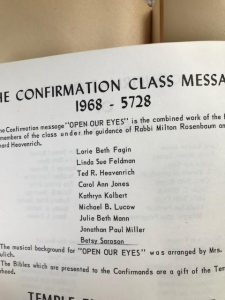 HE CONFIRMATION CLASS MESSA
1968 - 5728
The Confirmation message "OPEN OUR EYES" is the combined work of the
members of the class under the guidance of Rabbi Milton Rosenbaum and
ard Heavenrich.
Lorie Beth Fagin
Linda Sue Feldman
Ted R. Heavenrich
Carol Ann Jones
Kathryn Kolbert
Michael B. Lucow
Julie Beth Mann
Jonathan Paul Miller
Betsy Sarason
The musical background for "OPEN OUR EYES" was arranged by Mrs.
ulich.
The Bibles which are presented to the Confirmands are a gift of the Tem
rhood.